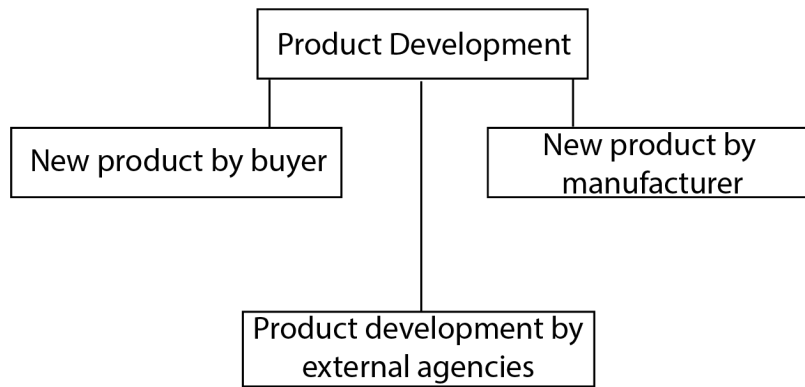 Product Development
New product by buyer
New product by
manufacturer
Product development by
external agencies